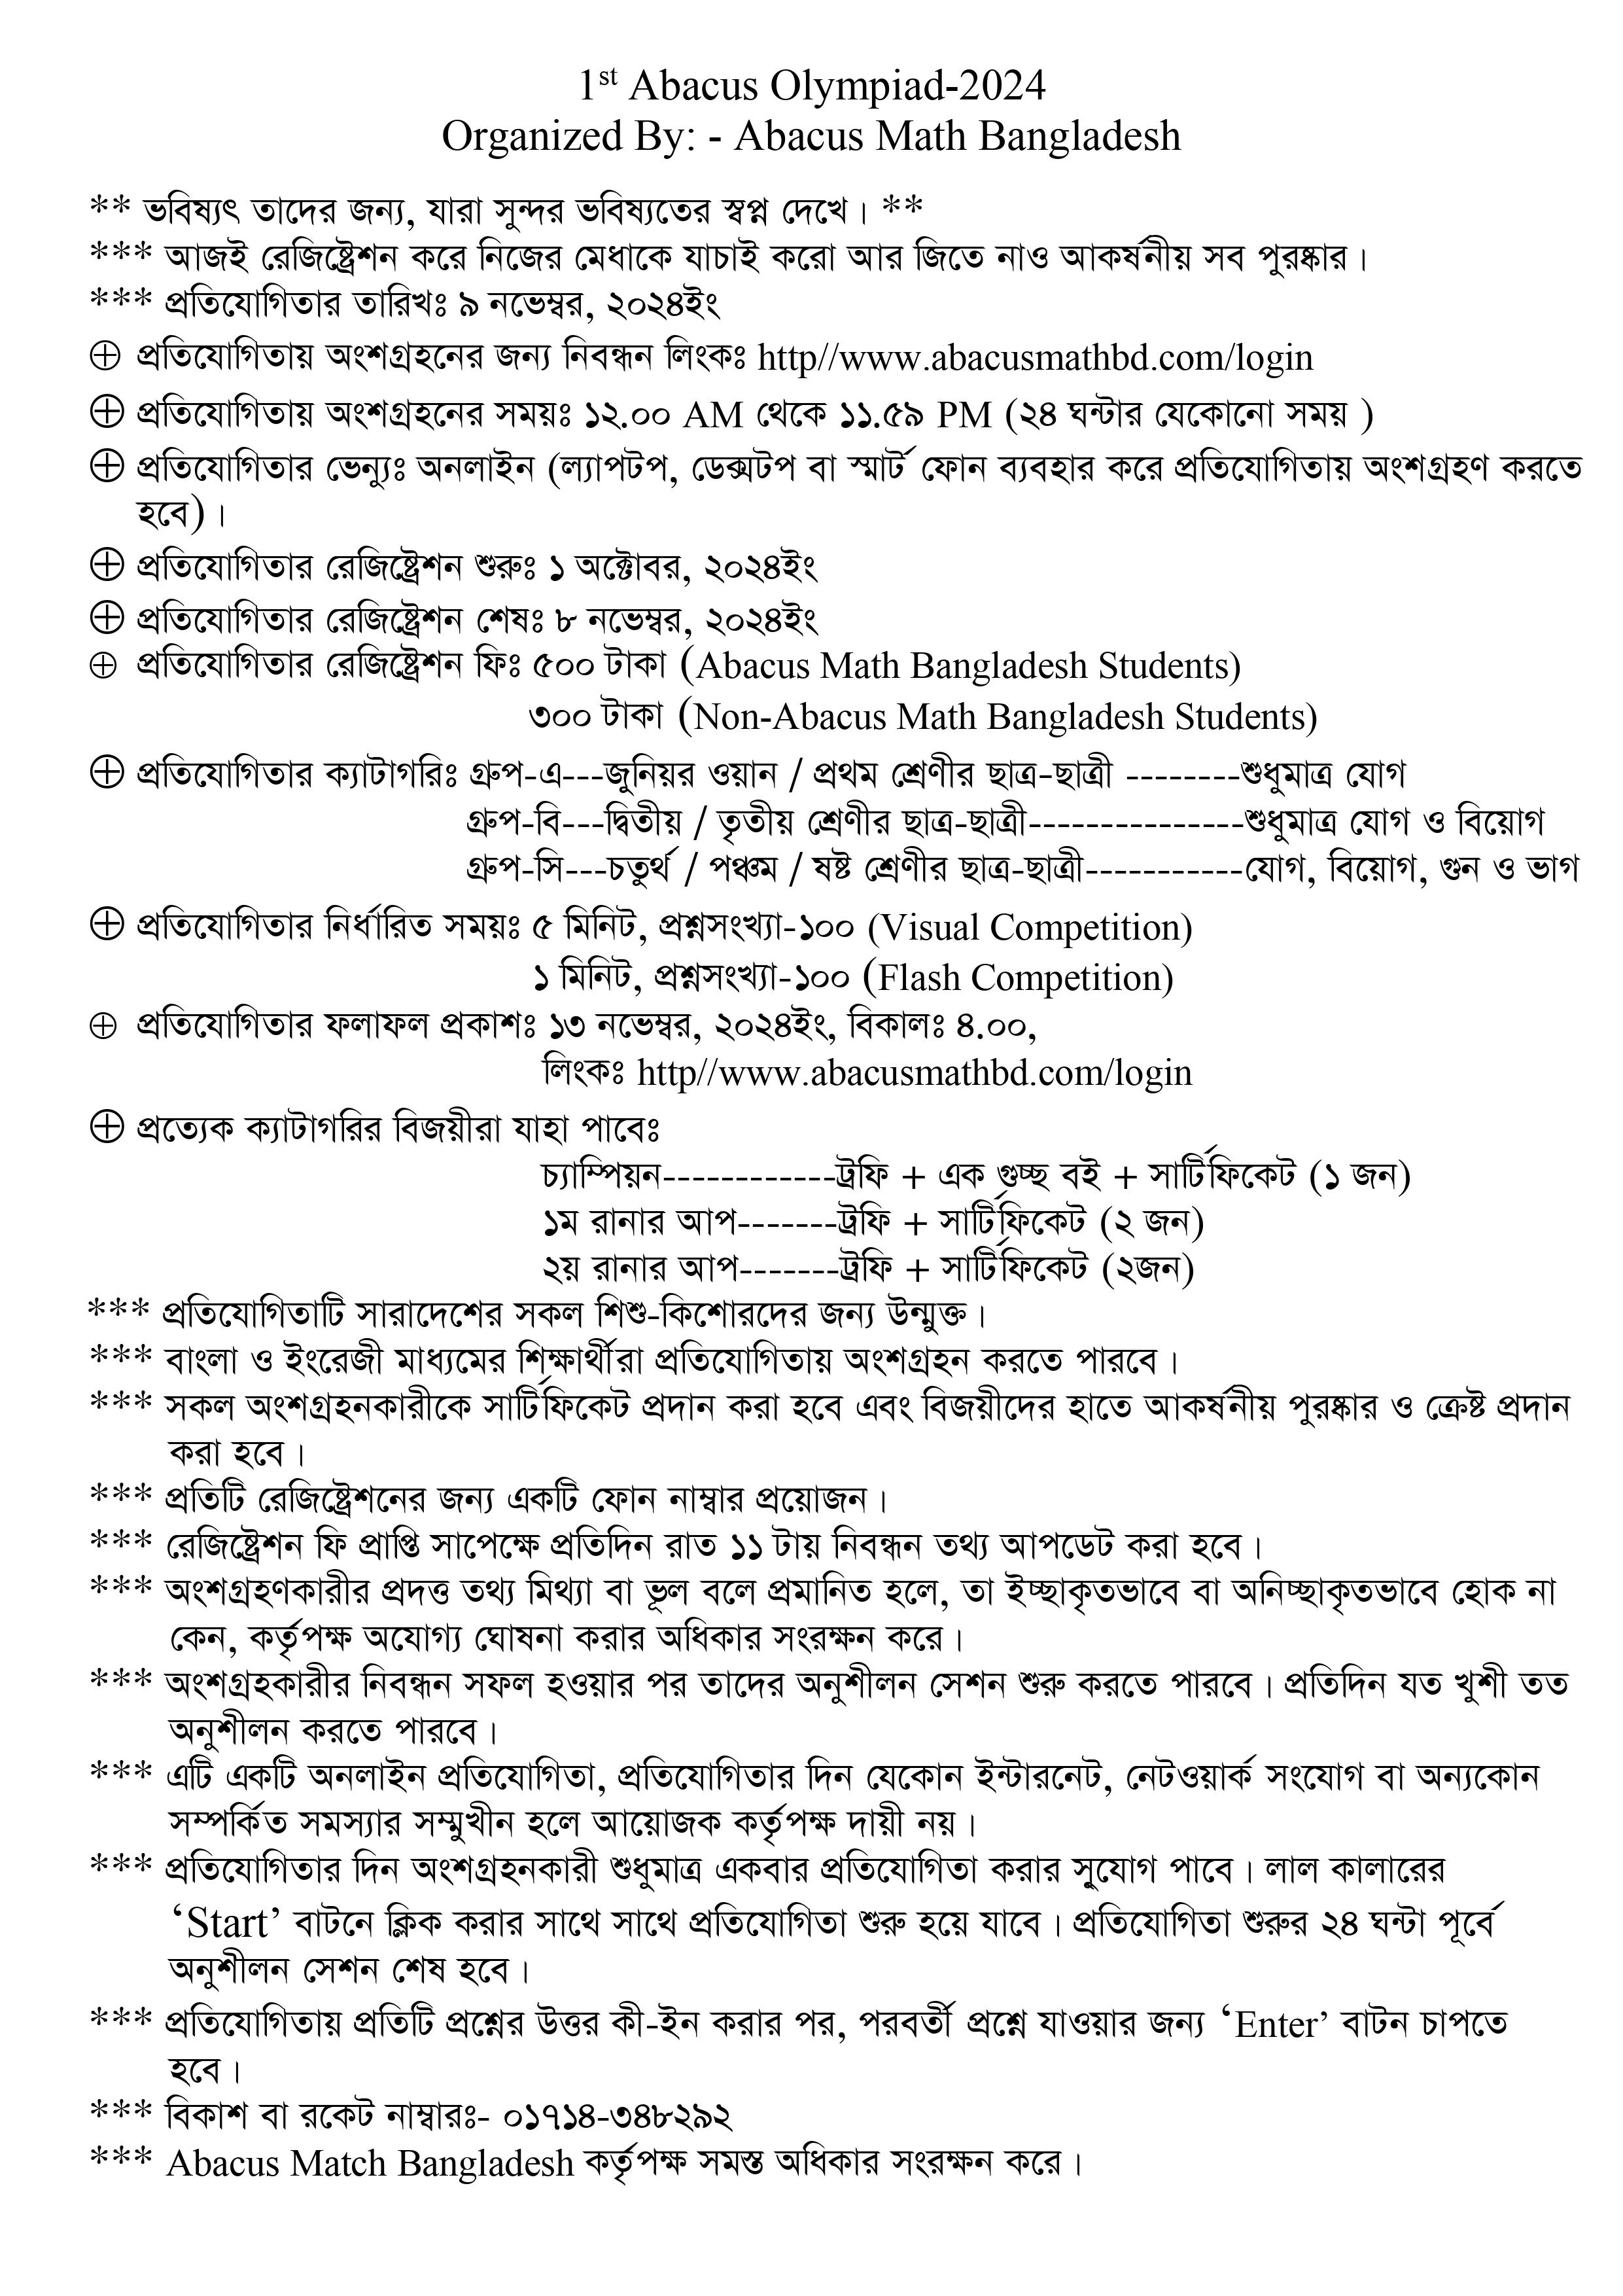 1st Abacus Olympiad-2024
Organized By: - Abacus Math Bangladesh
** ভবিষ্যৎ তাদের জন্য, যারা সুন্দর ভবিষ্যতের স্বপ্ন দেখে। **
*** আজই রেজিষ্ট্রেশন করে নিজের মেধাকে যাচাই করো আর জিতে নাও আকর্ষনীয় সব পুরষ্কার।
*** প্রতিযোগিতার তারিখঃ ৯ নভেম্বর, ২০২৪ইং
⊕ প্রতিযোগিতায় অংশগ্রহনের জন্য নিবন্ধন লিংকঃ http//www.abacusmathbd.com/login
⊕ প্রতিযোগিতায় অংশগ্রহনের সময়ঃ ১২.০০ AM থেকে ১১.৫৯ PM (২৪ ঘন্টার যেকোনো সময় )
⊕ প্রতিযোগিতার ভেন্যুঃ অনলাইন (ল্যাপটপ, ডেক্সটপ বা স্মার্ট ফোন ব্যবহার করে প্রতিযোগিতায় অংশগ্রহণ করতে
হবে)।
⊕ প্রতিযোগিতার রেজিষ্ট্রেশন শুরুঃ ১ অক্টোবর, ২০২৪ইং
⊕ প্রতিযোগিতার রেজিষ্ট্রেশন শেষঃ ৮ নভেম্বর, ২০২৪ইং
⊕ প্রতিযোগিতার রেজিষ্ট্রেশন ফিঃ ৫০০ টাকা (Abacus Math Bangladesh Students)
৩০০ টাকা (Non-Abacus Math Bangladesh Students)
⊕ প্রতিযোগিতার ক্যাটাগরিঃ গ্রুপ-এ---জুনিয়র ওয়ান / প্রথম শ্রেণীর ছাত্র-ছাত্রী --------শুধুমাত্র যোগ
গ্রুপ-বি---দ্বিতীয় / তৃতীয় শ্রেণীর ছাত্র-ছাত্রী---------------শুধুমাত্র যোগ ও বিয়োগ
গ্রুপ-সি---চতুর্থ / পঞ্চম / ষষ্ট শ্রেণীর ছাত্র-ছাত্রী-----------যোগ, বিয়োগ, গুন ও ভাগ
⊕ প্রতিযোগিতার নির্ধারিত সময়ঃ ৫ মিনিট, প্রশ্নসংখ্যা-১০০ (Visual Competition)
১ মিনিট, প্রশ্নসংখ্যা-১০০ (Flash Competition)
⊕ প্রতিযোগিতার ফলাফল প্রকাশঃ ১৩ নভেম্বর, ২০২৪ইং, বিকালঃ ৪.০০,
লিংকঃ http//www.abacusmathbd.com/login
⊕ প্রত্যেক ক্যাটাগরির বিজয়ীরা যাহা পাবেঃ
চ্যাম্পিয়ন------------ট্রফি + এক গুচ্ছ বই + সার্টিফিকেট (১ জন)
১ম রানার আপ-------ট্রফি + সার্টিফিকেট (২ জন)
২য় রানার আপ-------ট্রফি + সার্টিফিকেট (২জন)
*** প্রতিযোগিতাটি সারাদেশের সকল শিশু-কিশোরদের জন্য উন্মুক্ত।
*** বাংলা ও ইংরেজী মাধ্যমের শিক্ষার্থীরা প্রতিযোগিতায় অংশগ্রহন করতে পারবে।
*** সকল অংশগ্রহনকারীকে সার্টিফিকেট প্রদান করা হবে এবং বিজয়ীদের হাতে আকর্ষনীয় পুরষ্কার ও ক্রেষ্ট প্রদান
করা হবে।
*** প্রতিটি রেজিষ্ট্রেশনের জন্য একটি ফোন নাম্বার প্রয়োজন।
*** রেজিষ্ট্রেশন ফি প্রাপ্তি সাপেক্ষে প্রতিদিন রাত ১১ টায় নিবন্ধন তথ্য আপডেট করা হবে।
*** অংশগ্রহণকারীর প্রদত্ত তথ্য মিথ্যা বা ভূল বলে প্রমানিত হলে, তা ইচ্ছাকৃতভাবে বা অনিচ্ছাকৃতভাবে হোক না
কেন, কর্তৃপক্ষ অযোগ্য ঘোষনা করার অধিকার সংরক্ষন করে।
*** অংশগ্রহকারীর নিবন্ধন সফল হওয়ার পর তাদের অনুশীলন সেশন শুরু করতে পারবে। প্রতিদিন যত খুশী তত
অনুশীলন করতে পারবে।
*** এটি একটি অনলাইন প্রতিযোগিতা, প্রতিযোগিতার দিন যেকোন ইন্টারনেট, নেটওয়ার্ক সংযোগ বা অন্যকোন
সম্পর্কিত সমস্যার সম্মুখীন হলে আয়োজক কর্তৃপক্ষ দায়ী নয়।
*** প্রতিযোগিতার দিন অংশগ্রহনকারী শুধুমাত্র একবার প্রতিযোগিতা করার সুযোগ পাবে। লাল কালারের
‘Start’ বাটনে ক্লিক করার সাথে সাথে প্রতিযোগিতা শুরু হয়ে যাবে। প্রতিযোগিতা শুরুর ২৪ ঘন্টা পূর্বে
অনুশীলন সেশন শেষ হবে।
*** প্রতিযোগিতায় প্রতিটি প্রশ্নের উত্তর কী-ইন করার পর, পরবর্তী প্রশ্নে যাওয়ার জন্য ‘Enter’ বাটন চাপতে
হবে।
*** বিকাশ বা রকেট নাম্বারঃ- ০১৭১৪-৩৪৮২৯২
*** Abacus Match Bangladesh কর্তৃপক্ষ সমস্ত অধিকার সংরক্ষন করে।